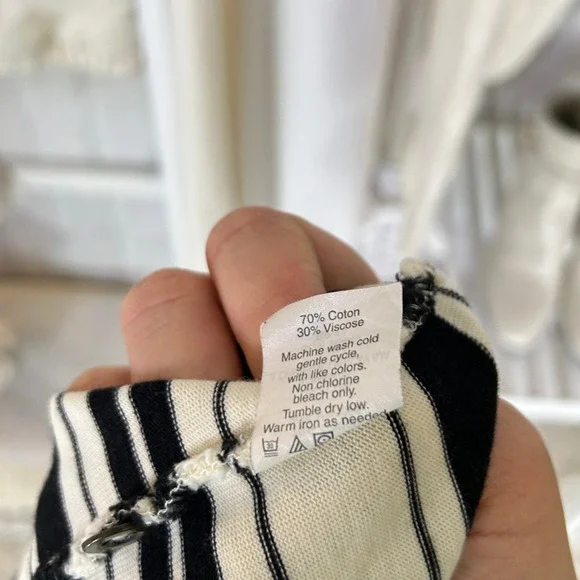 70% Coton
30% Viscose
Machine wash cold
gentle cycle,
with like colors.
Non chlorine
bleach only.
Tumble dry low.
Warm iron as needed